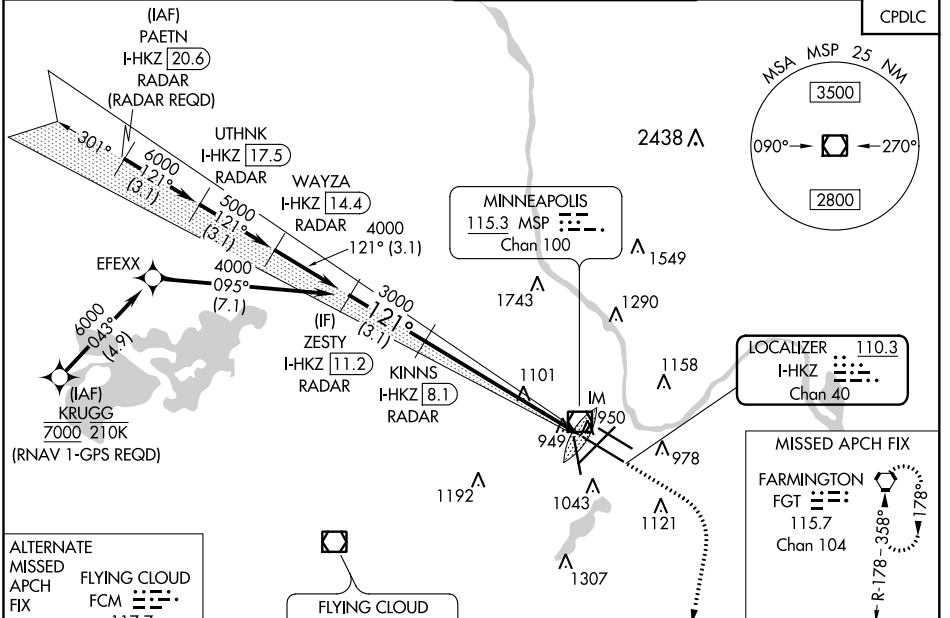 CPDLC
(IAF)
PAETN
I-HKZ 20.6
RADAR
(RADAR REQD)
301°
6000
121°
(3.1)
UTHNK
I-HKZ 17.5
RADAR
5000
121°
(3.1)
WAYZA
I-HKZ 14.4
RADAR
4000
121° (3.1)
EFEXX
4000
095°
(7.1)
6000
043°
(4.9)
(IAF)
KRUGG
7000 210K
(RNAV 1-GPS REQD)
(IF)
ZESTY
I-HKZ 11.2
RADAR
3000
121°
(3.1)
KINNS
I-HKZ 8.1
RADAR
MINNEAPOLIS
115.3 MSP
Chan 100
MSA MSP 25 NM
3500
090°
270°
2800
2438
1549
1743
1290
1158
1101
IM
950
949
978
1192
1043
1121
1307
LOCALIZER 110.3
I-HKZ
Chan 40
MISSED APCH FIX
FARMINGTON
FGT
115.7
Chan 104
R-178
358°
178°
ALTERNATE
MISSED
APCH
FIX
FLYING CLOUD
FCM
FLYING CLOUD